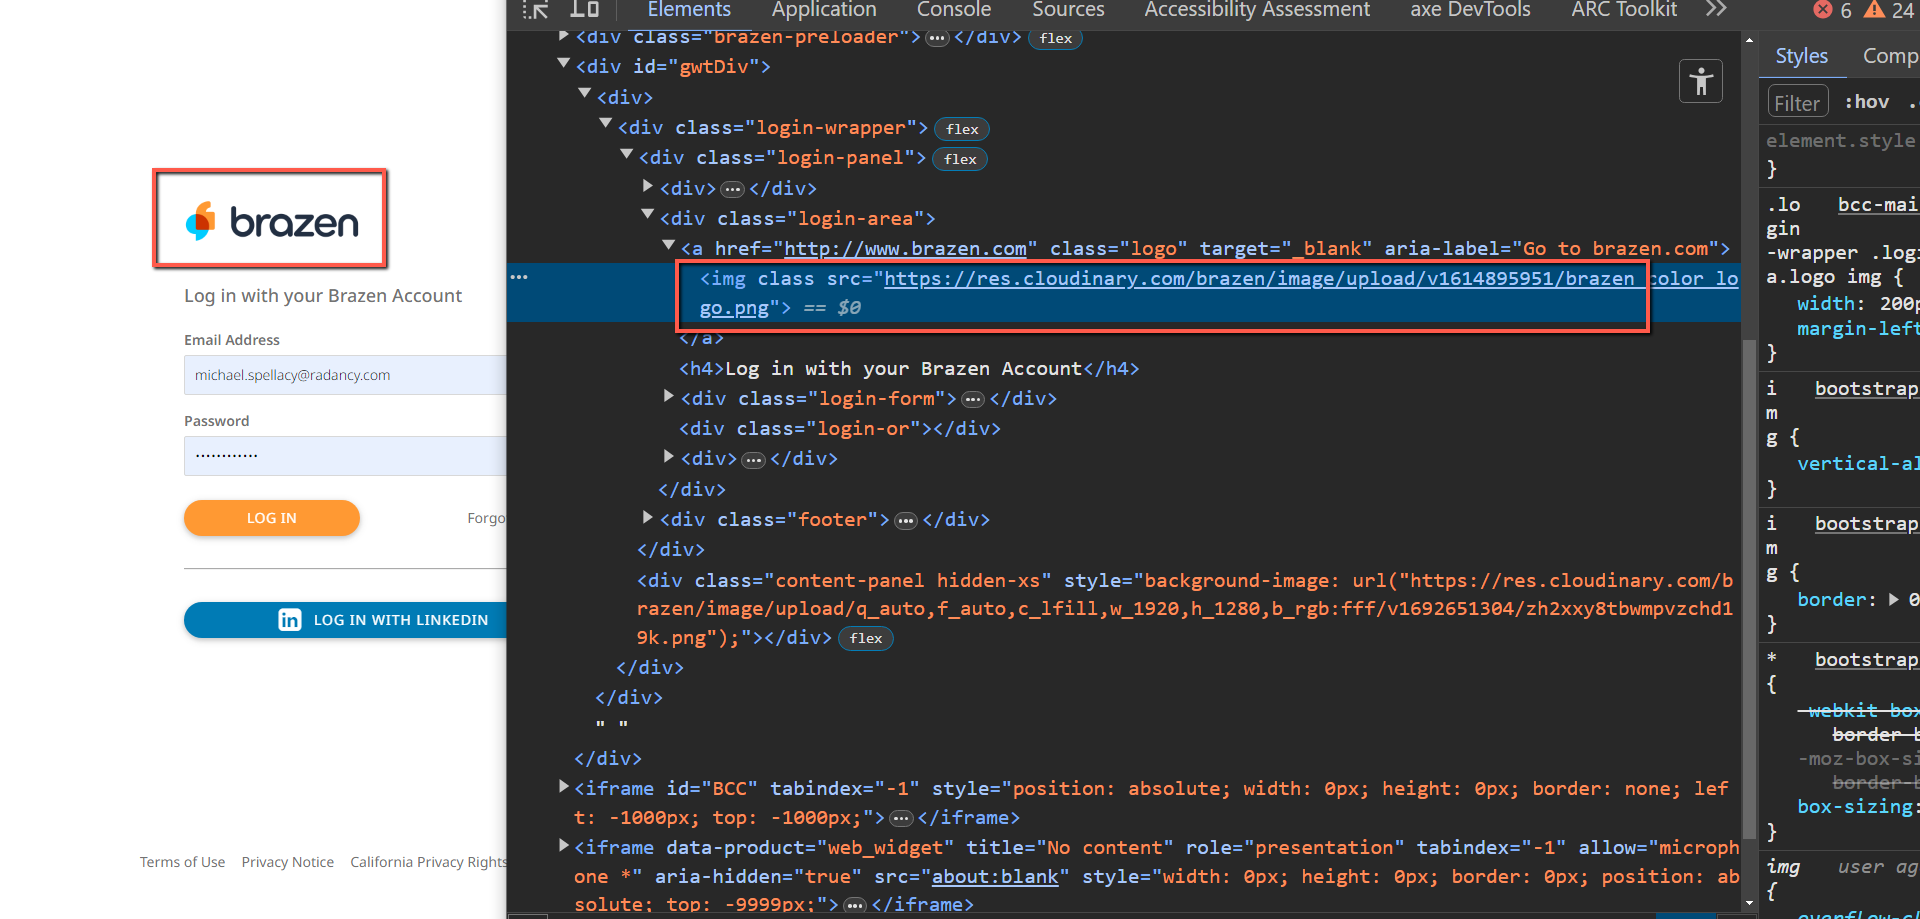 Elements Application Console Sources Accessibility Assessment axe DevTools ARC Toolkit 6 24
brazen
Log in with your Brazen Account
Email Address
michael.spellacy@radancy.com
Password
............
LOG IN Forgo
LOG IN WITH LINKEDIN
Terms of Use Privacy Notice California Privacy Rights
<div class="brazen-preloader"> ... </div> flex
<div id="gwtDiv">
<div>
<div class="login-wrapper"> flex
<div class="login-panel"> flex
<div> ... </div>
<div class="login-area">
<a href="http://www.brazen.com" class="logo" target="_blank" aria-label="Go to brazen.com">
... <img class src="https://res.cloudinary.com/brazen/image/upload/v1614895951/brazen_color_lo
go.png"> == $0
</a>
<h4>Log in with your Brazen Account</h4>
<div class="login-form"> ... </div>
<div class="login-or"></div>
<div> ... </div>
</div>
<div class="footer"> ... </div>
</div>
<div class="content-panel hidden-xs" style="background-image: url("https://res.cloudinary.com/b
razen/image/upload/q_auto,f_auto,c_lfill,w_1920,h_1280,b_rgb:fff/v1692651304/zh2xxy8tbwmpvzchd1
9k.png");"></div> flex
</div>
</div>
" "
</div>
<iframe id="BCC" tabindex="-1" style="position: absolute; width: 0px; height: 0px; border: none; lef
t: -1000px; top: -1000px;"> ... </iframe>
<iframe data-product="web_widget" title="No content" role="presentation" tabindex="-1" allow="microph
one *" aria-hidden="true" src="about:blank" style="width: 0px; height: 0px; border: 0px; position: ab
solute; top: -9999px;"> ... </iframe>
Styles Comp
Filter :hov .
element.style
}
.lo bcc-mai
gin
-wrapper .logi
a.logo img {
width: 200p
margin-left
}
i bootstrap
m
g {
vertical-al
}
i bootstrap
m
g {
border: 0
}
* bootstrap
{
-webkit-box
border-b
-moz-box-si
border-b
box-sizing:
}
img user ag
{
overflow-cl